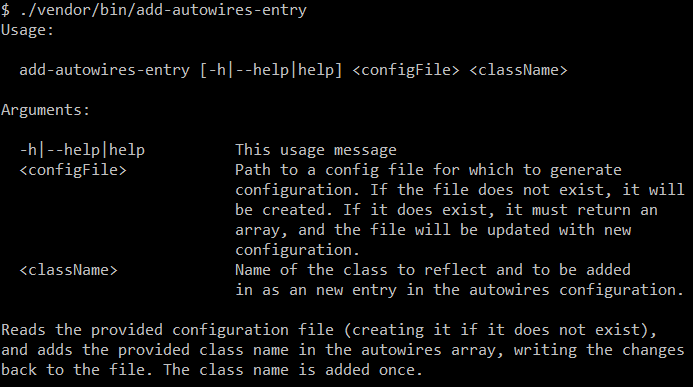 $ ./vendor/bin/add-autowires-entry
Usage:
add-autowires-entry [-h|--help|help] <configFile> <className>
Arguments:
-h|--help|help This usage message
<configFile> Path to a config file for which to generate
configuration. If the file does not exist, it will
be created. If it does exist, it must return an
array, and the file will be updated with new
configuration.
<className> Name of the class to reflect and to be added
in as an new entry in the autowires configuration.
Reads the provided configuration file (creating it if it does not exist),
and adds the provided class name in the autowires array, writing the changes
back to the file. The class name is added once.